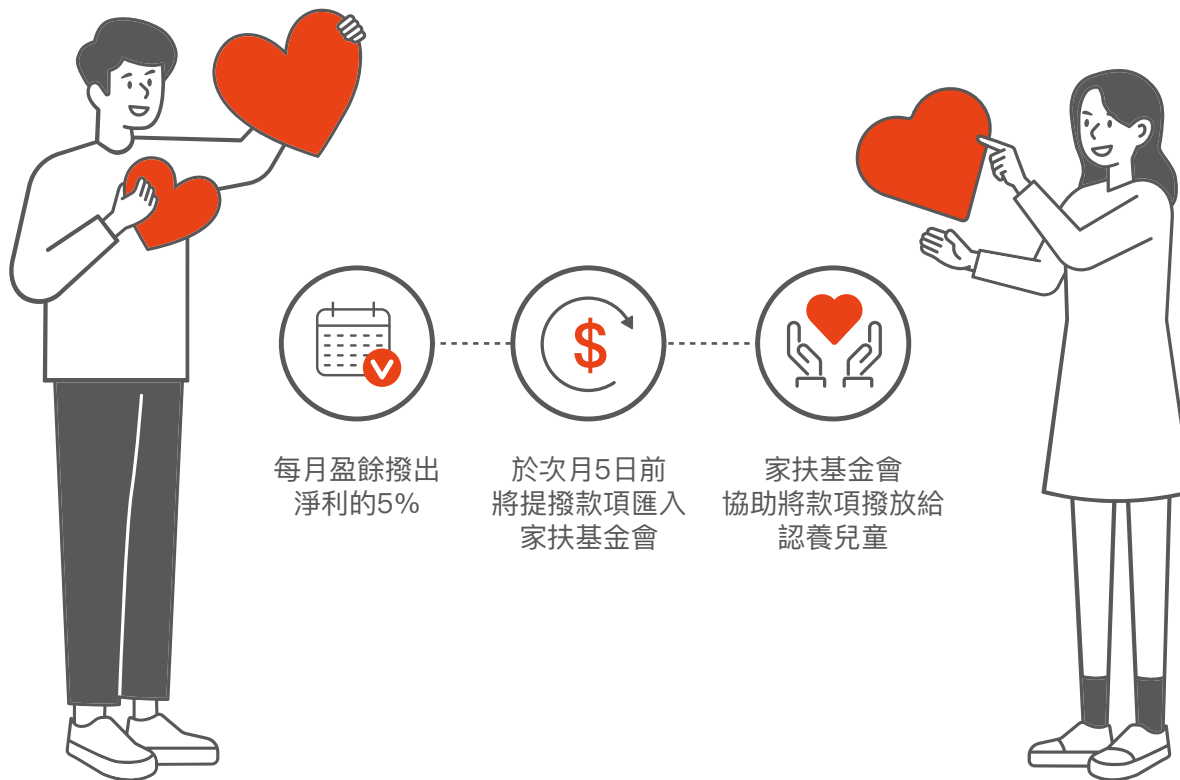 $
每月盈餘撥出
淨利的5%
於次月5日前
將提撥款項匯入
家扶基金會
家扶基金會
協助將款項撥放給
認養兒童